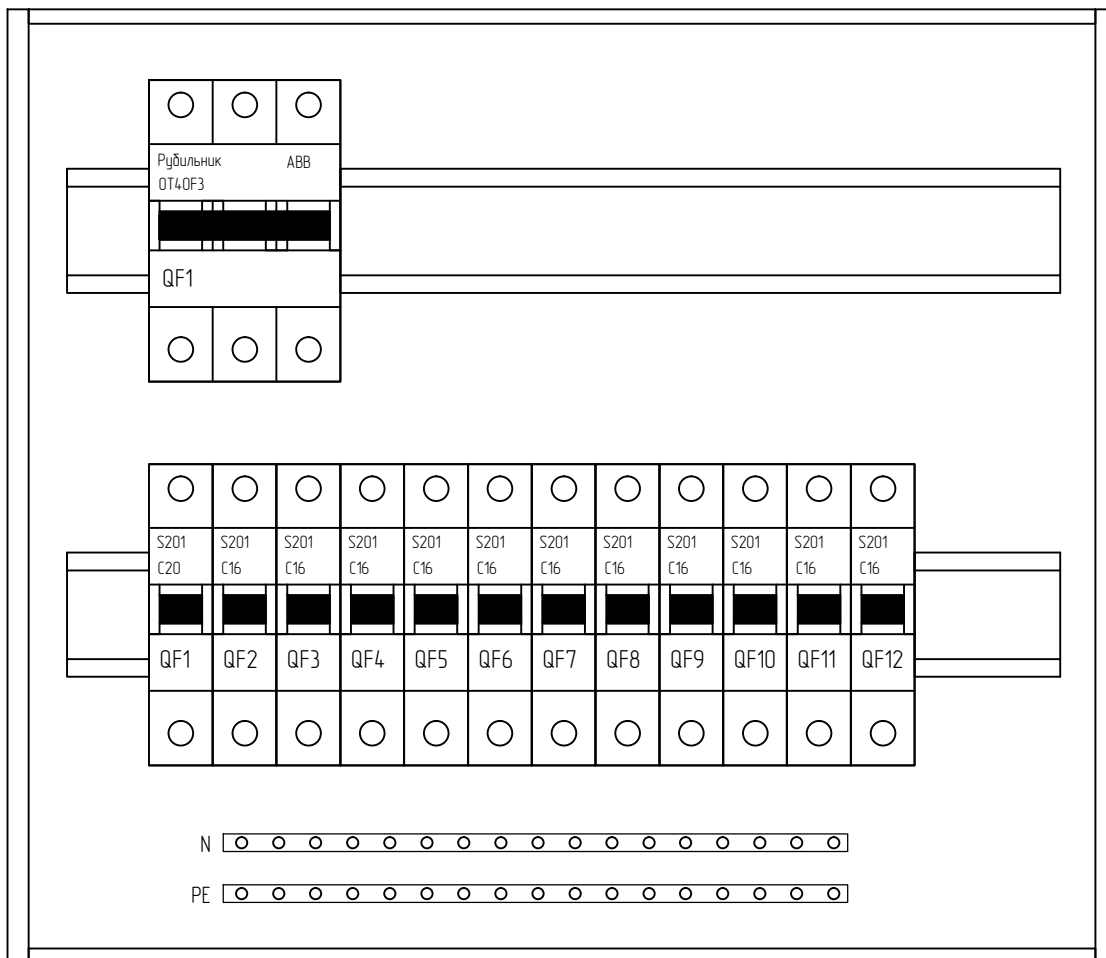 Рубильник ABB
OT40F3
QF1
S201 S201 S201 S201 S201 S201 S201 S201 S201 S201 S201 S201
C20 C16 C16 C16 C16 C16 C16 C16 C16 C16 C16 C16
QF1 QF2 QF3 QF4 QF5 QF6 QF7 QF8 QF9 QF10 QF11 QF12
N
PE